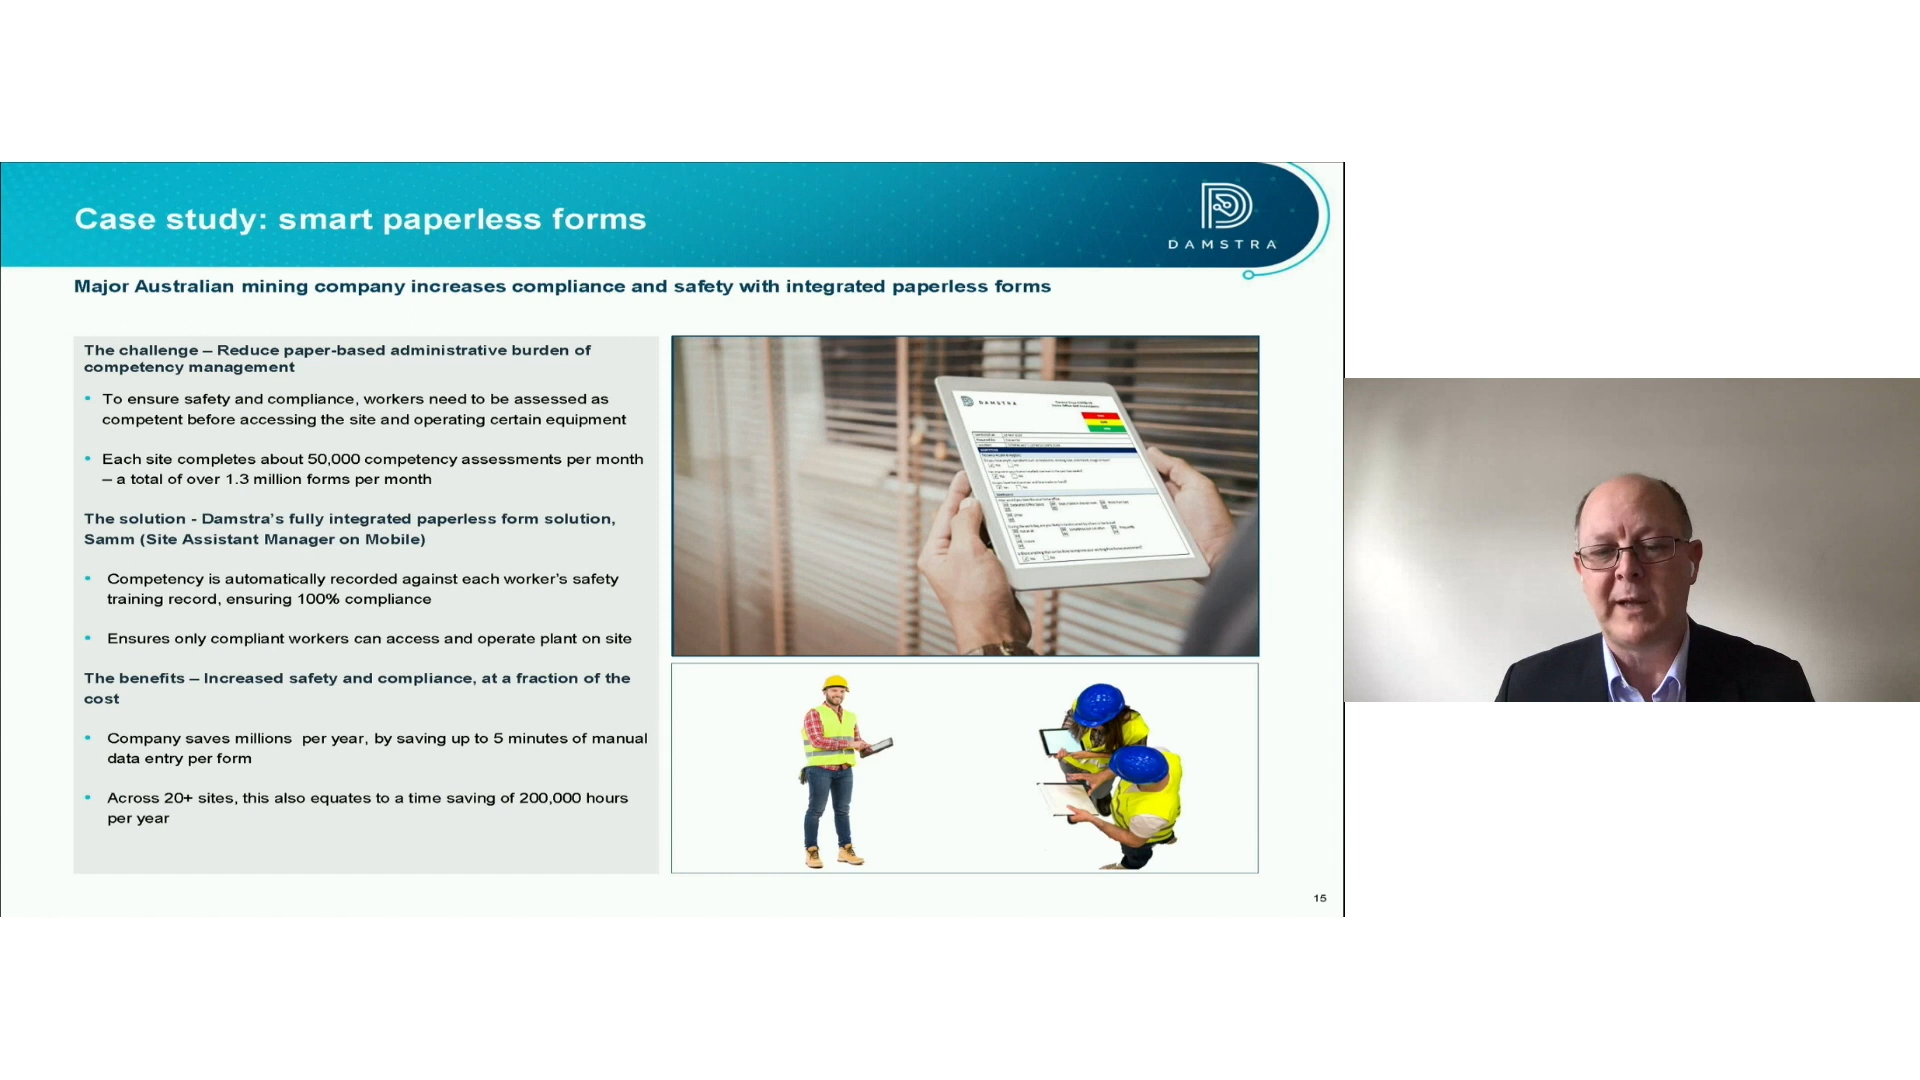 Case study: smart paperless forms
DAMSTRA
Major Australian mining company increases compliance and safety with integrated paperless forms
The challenge – Reduce paper-based administrative burden of
competency management
• To ensure safety and compliance, workers need to be assessed as
competent before accessing the site and operating certain equipment
• Each site completes about 50,000 competency assessments per month
– a total of over 1.3 million forms per month
The solution - Damstra’s fully integrated paperless form solution,
Samm (Site Assistant Manager on Mobile)
• Competency is automatically recorded against each worker’s safety
training record, ensuring 100% compliance
• Ensures only compliant workers can access and operate plant on site
The benefits – Increased safety and compliance, at a fraction of the
cost
• Company saves millions  per year, by saving up to 5 minutes of manual
data entry per form
• Across 20+ sites, this also equates to a time saving of 200,000 hours
per year
DAMSTRA
15